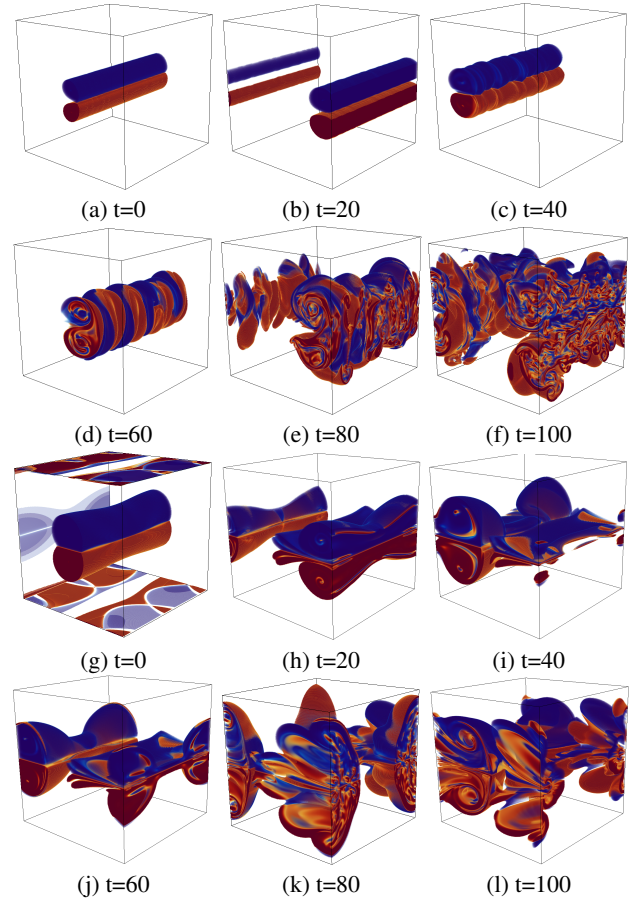 (a) t=0 (b) t=20 (c) t=40
(d) t=60 (e) t=80 (f) t=100
(g) t=0 (h) t=20 (i) t=40
(j) t=60 (k) t=80 (l) t=100